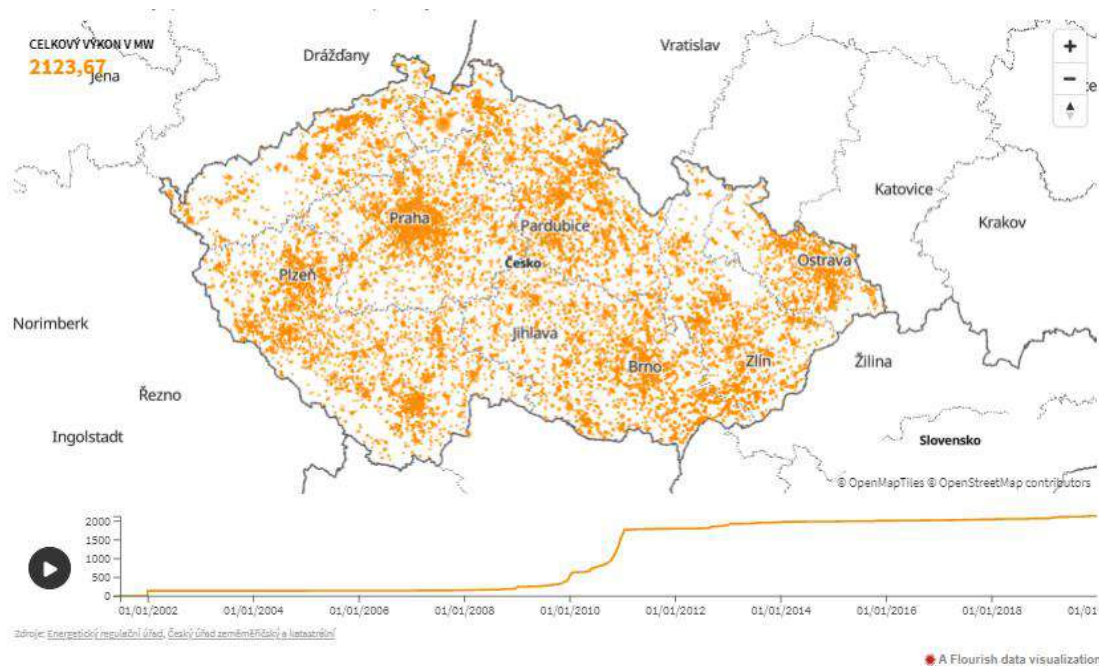 CELKOVÝ VÝKON V MW
2123,67
Jena
Drážďany
Vratislav
Katovice
Krakov
Praha
Pardubice
Česko
Ostrava
Plzeň
Norimberk
Jihlava
Brno
Zlín
Žilina
Řezno
Ingolstadt
Slovensko
© OpenMapTiles © OpenStreetMap contributors
2000
1500
1000
500
0
01/01/2002 01/01/2004 01/01/2006 01/01/2008 01/01/2010 01/01/2012 01/01/2014 01/01/2016 01/01/2018 01/01
Zdroje: Energetický regulační úřad, Český úřad zeměměřičský a katastrální
A Flourish data visualization